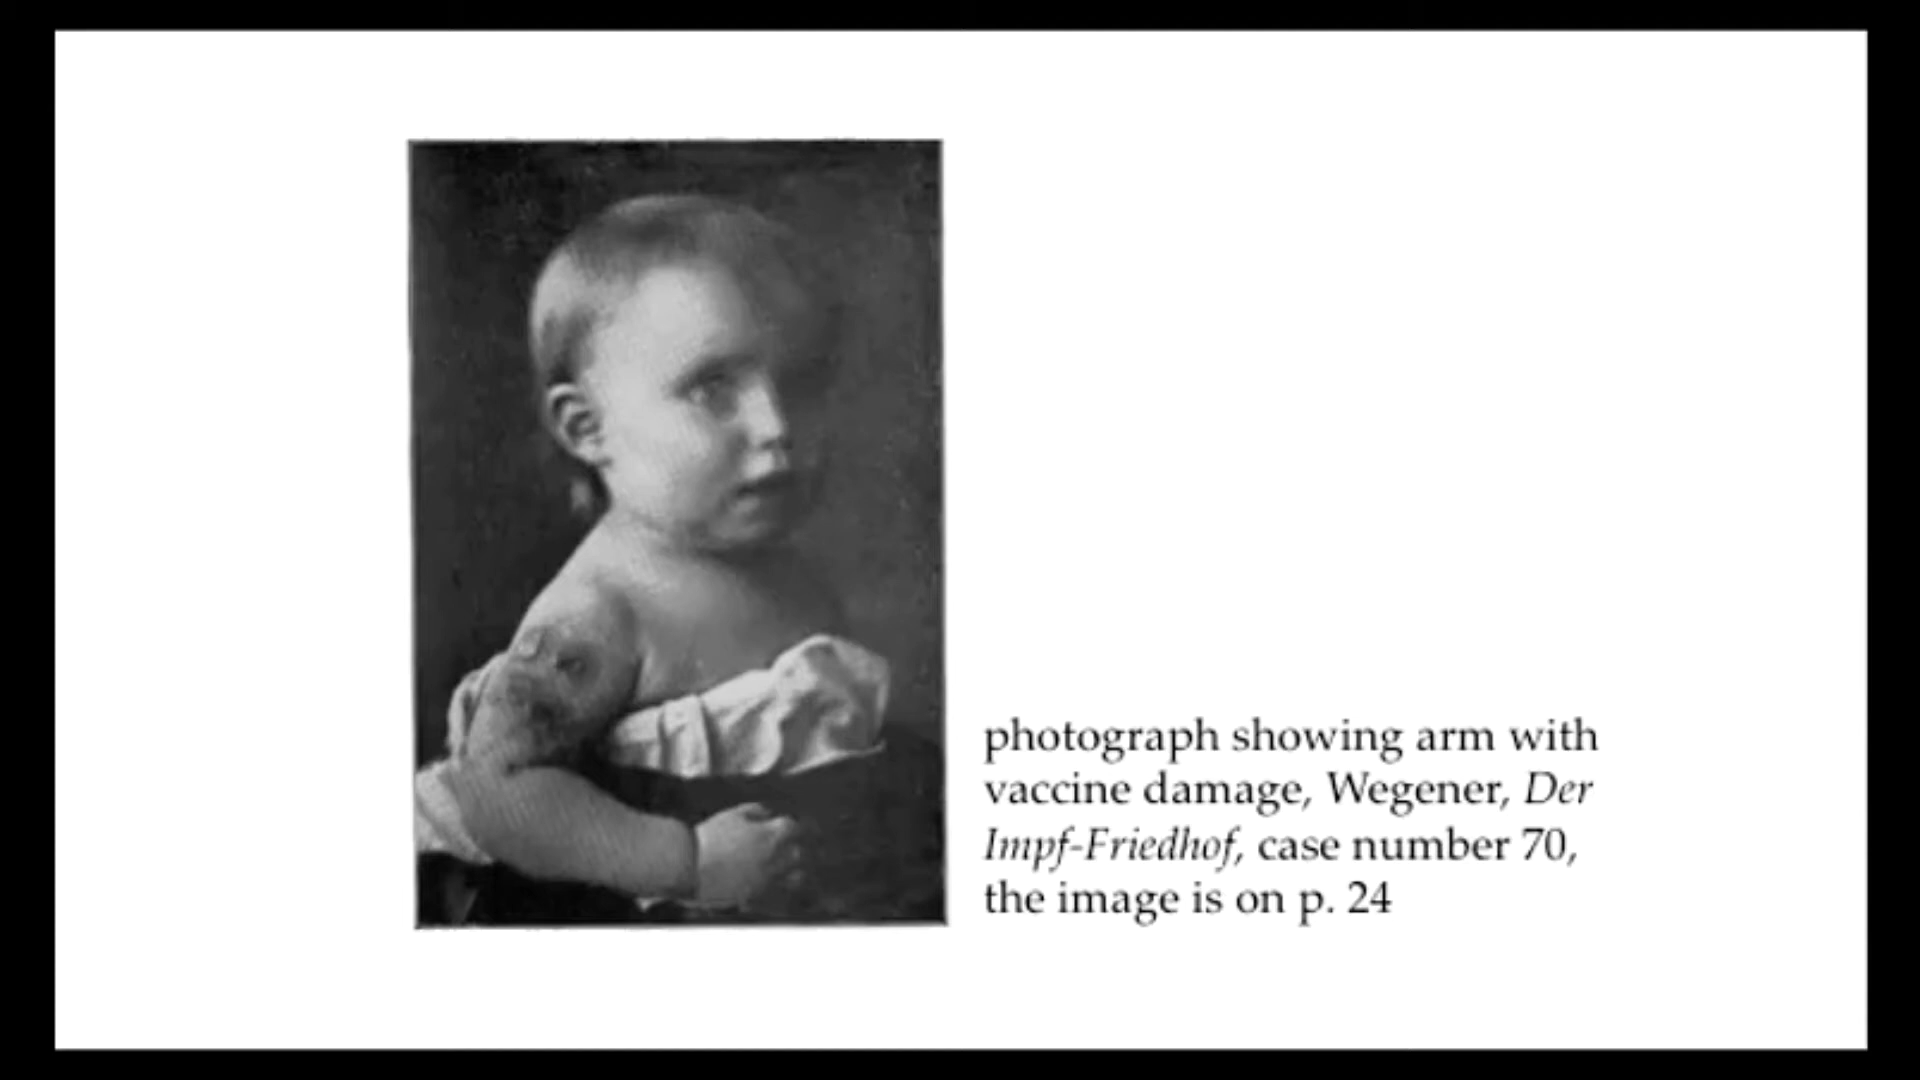 photograph showing arm with
vaccine damage, Wegener, Der
Impf-Friedhof, case number 70,
the image is on p. 24